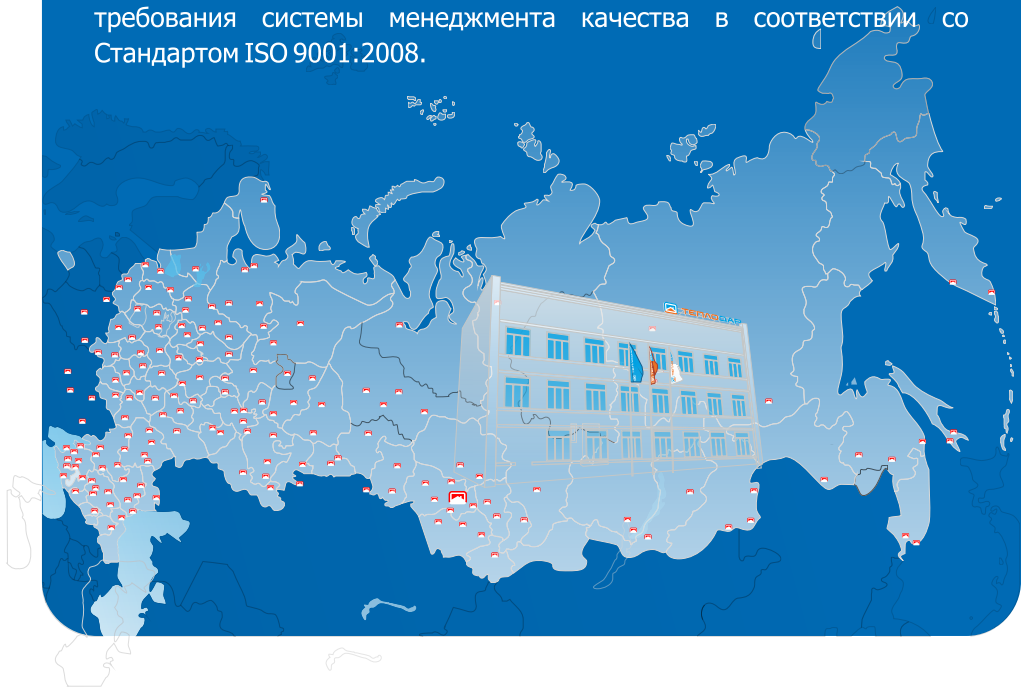 требования системы менеджмента качества в соответствии со
Стандартом ISO 9001:2008.